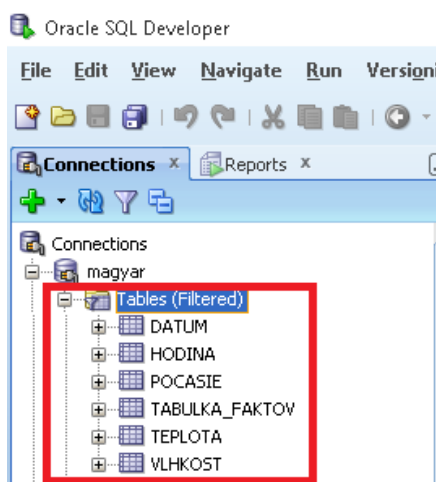 Oracle SQL Developer
File Edit View Navigate Run Versioni
Connections x Reports x
Connections
magyar
Tables (Filtered)
DATUM
HODINA
POCASIE
TABULKA_FAKTOV
TEPLOTA
VLHKOST